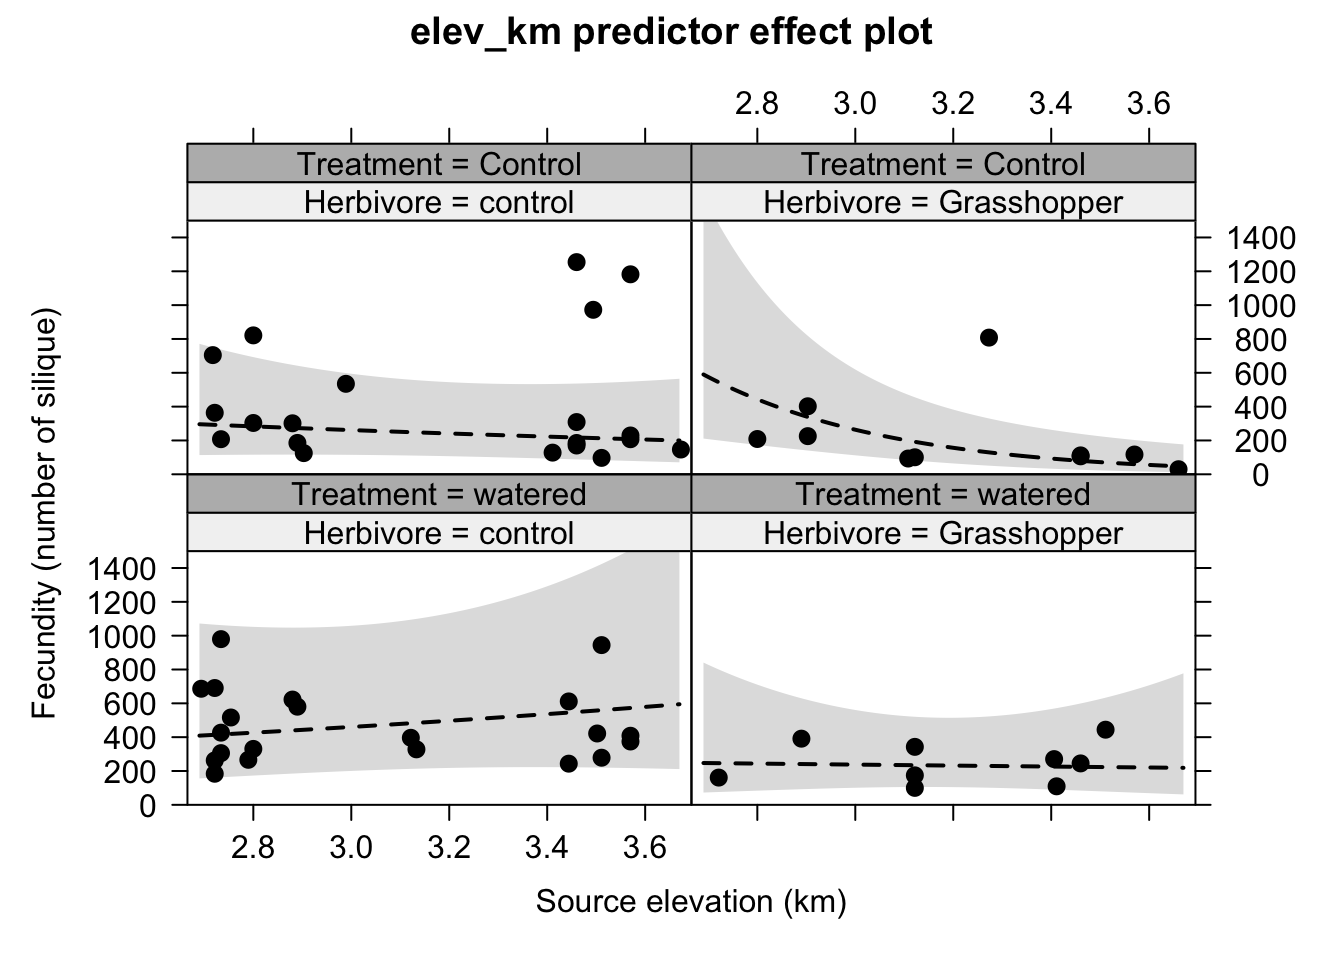 elev_km predictor effect plot
2.8 3.0 3.2 3.4 3.6
Treatment = Control
Treatment = Control
Herbivore = control
Herbivore = Grasshopper
1400
1200
1000
800
600
400
200
0
Treatment = watered
Treatment = watered
Herbivore = control
Herbivore = Grasshopper
1400
1200
1000
800
600
400
200
0
2.8 3.0 3.2 3.4 3.6
Source elevation (km)
Fecundity (number of silique)